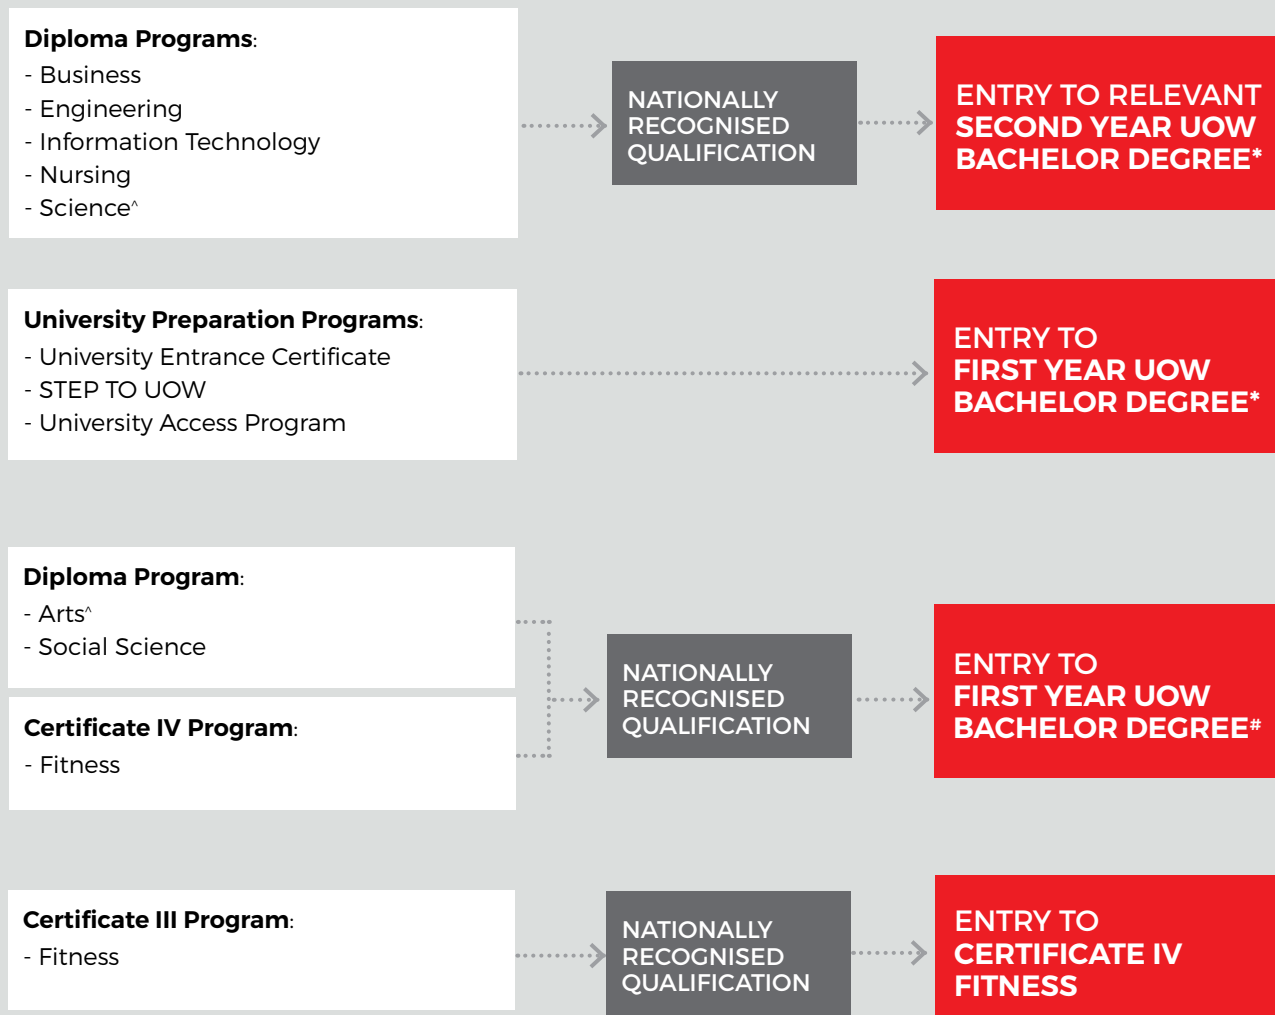 Diploma Programs:
- Business
- Engineering
- Information Technology
- Nursing
- Science^
NATIONALLY
RECOGNISED
QUALIFICATION
ENTRY TO RELEVANT
SECOND YEAR UOW
BACHELOR DEGREE*
University Preparation Programs:
- University Entrance Certificate
- STEP TO UOW
- University Access Program
ENTRY TO
FIRST YEAR UOW
BACHELOR DEGREE*
Diploma Program:
- Arts^
- Social Science
Certificate IV Program:
- Fitness
NATIONALLY
RECOGNISED
QUALIFICATION
ENTRY TO
FIRST YEAR UOW
BACHELOR DEGREE#
Certificate III Program:
- Fitness
NATIONALLY
RECOGNISED
QUALIFICATION
ENTRY TO
CERTIFICATE IV
FITNESS